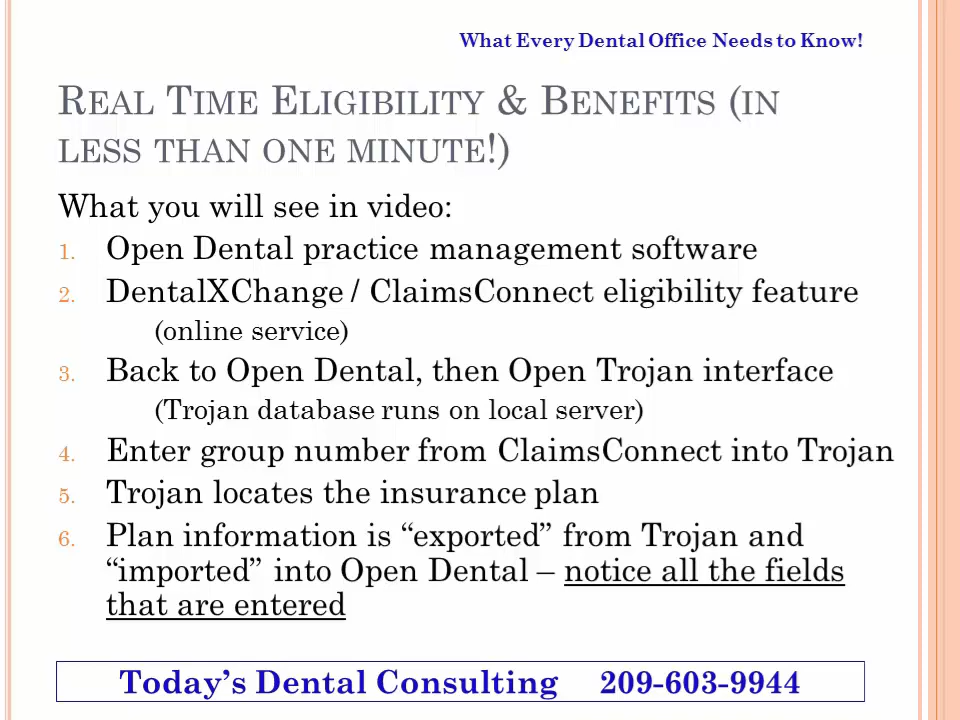 What Every Dental Office Needs to Know!
Real Time Eligibility & Benefits (in
less than one minute!)
What you will see in video:
1. Open Dental practice management software
2. DentalXChange / ClaimsConnect eligibility feature
(online service)
3. Back to Open Dental, then Open Trojan interface
(Trojan database runs on local server)
4. Enter group number from ClaimsConnect into Trojan
5. Trojan locates the insurance plan
6. Plan information is “exported” from Trojan and
“imported” into Open Dental – notice all the fields
that are entered
Today’s Dental Consulting 209-603-9944